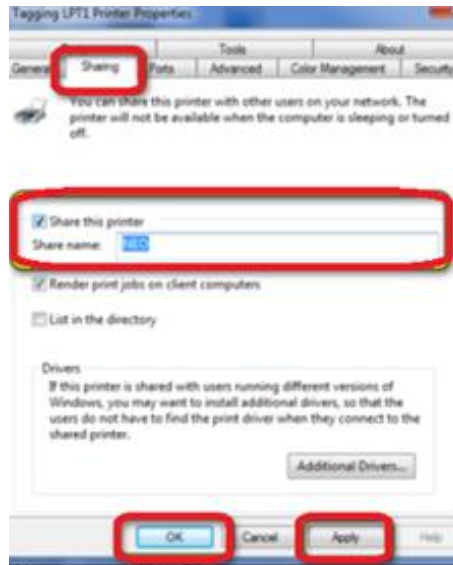 Tagging LPT1 Printer Properties
Tools About
General Sharing Ports Advanced Color Management Security
You can share this printer with other users on your network. The
printer will not be available when the computer is sleeping or turned
off.
Share this printer
Share name: NEO
Render print jobs on client computers
List in the directory
Drivers
If this printer is shared with users running different versions of
Windows, you may want to install additional drivers, so that the
users do not have to find the print driver when they connect to the
shared printer.
Additional Drivers...
OK Cancel Apply Help